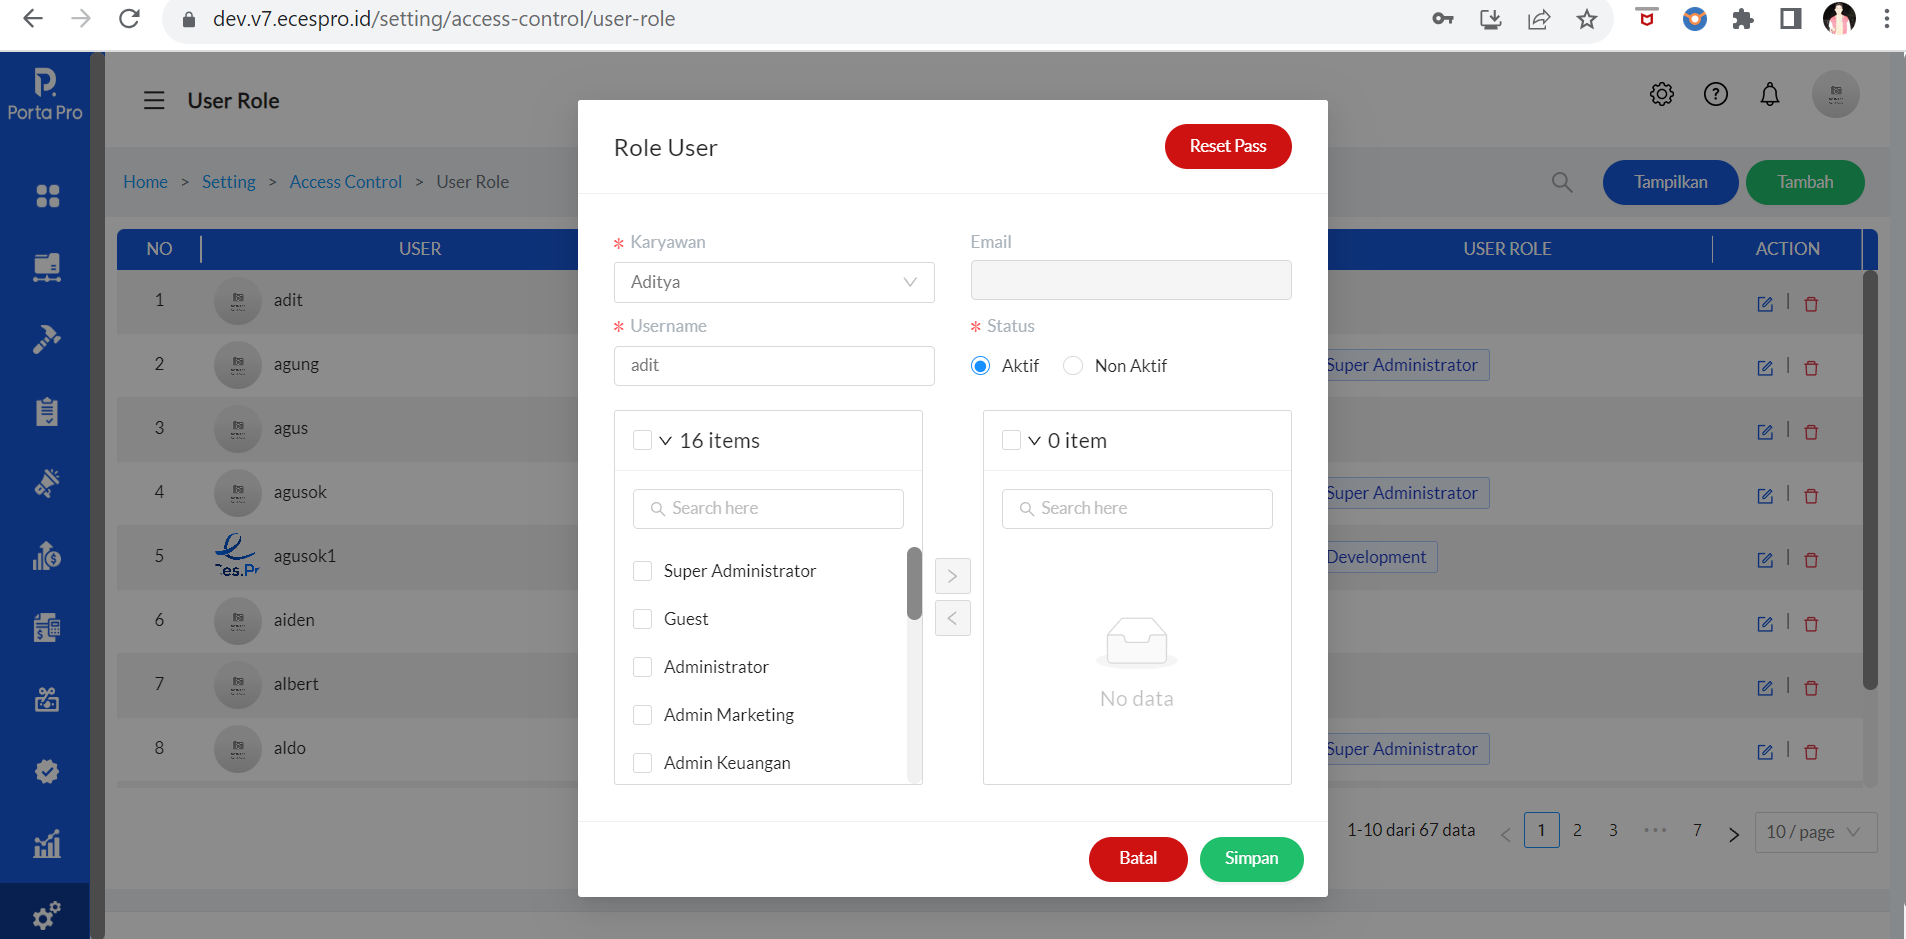 dev.v7.ecespro.id/setting/access-control/user-role
Porta Pro
User Role
Home > Setting > Access Control > User Role
Tampilkan
Tambah
NO
USER
USER ROLE
ACTION
1
adit
2
agung
Super Administrator
3
agus
4
agusok
Super Administrator
5
agusok1
Development
6
aiden
7
albert
8
aldo
Super Administrator
1-10 dari 67 data
< 1 2 3 ••• 7 >
10 / page
Role User
Reset Pass
* Karyawan
Aditya
Email
* Username
adit
* Status
Aktif
Non Aktif
16 items
Search here
Super Administrator
Guest
Administrator
Admin Marketing
Admin Keuangan
>
<
0 item
Search here
No data
Batal
Simpan